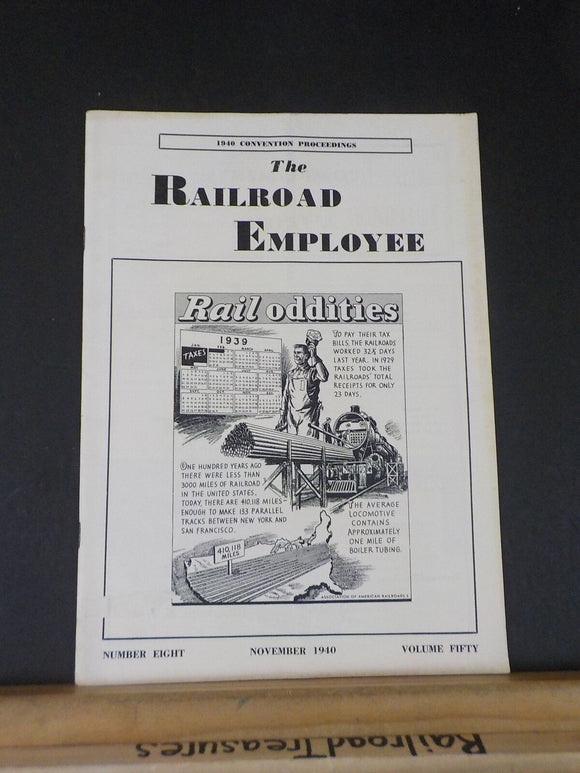 1940 CONVENTION PROCEEDINGS
The
RAILROAD
EMPLOYEE
Rail oddities
1939
TAXES
TO PAY THEIR TAX
BILLS, THE RAILROADS
WORKED 32½ DAYS
LAST YEAR. IN 1929
TAXES TOOK THE
RAILROADS' TOTAL
RECEIPTS FOR ONLY
23 DAYS.
ONE HUNDRED YEARS AGO
THERE WERE LESS THAN
3000 MILES OF RAILROAD
IN THE UNITED STATES.
TODAY, THERE ARE 410,118 MILES–
ENOUGH TO MAKE 133 PARALLEL
TRACKS BETWEEN NEW YORK AND
SAN FRANCISCO.
THE AVERAGE
LOCOMOTIVE
CONTAINS
APPROXIMATELY
ONE MILE OF
BOILER TUBING.
410,118
MILES
ASSOCIATION OF AMERICAN RAILROADS
NUMBER EIGHT NOVEMBER 1940 VOLUME FIFTY
Railroad Treasures